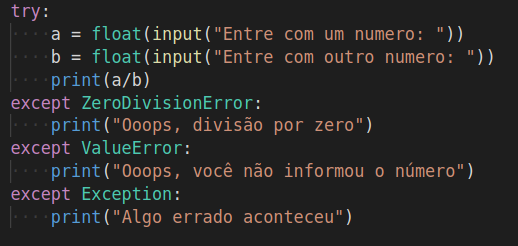 try:
    a = float(input("Entre com um numero: "))
    b = float(input("Entre com outro numero: "))
    print(a/b)
except ZeroDivisionError:
    print("Ooops, divisão por zero")
except ValueError:
    print("Ooops, você não informou o número")
except Exception:
    print("Algo errado aconteceu")